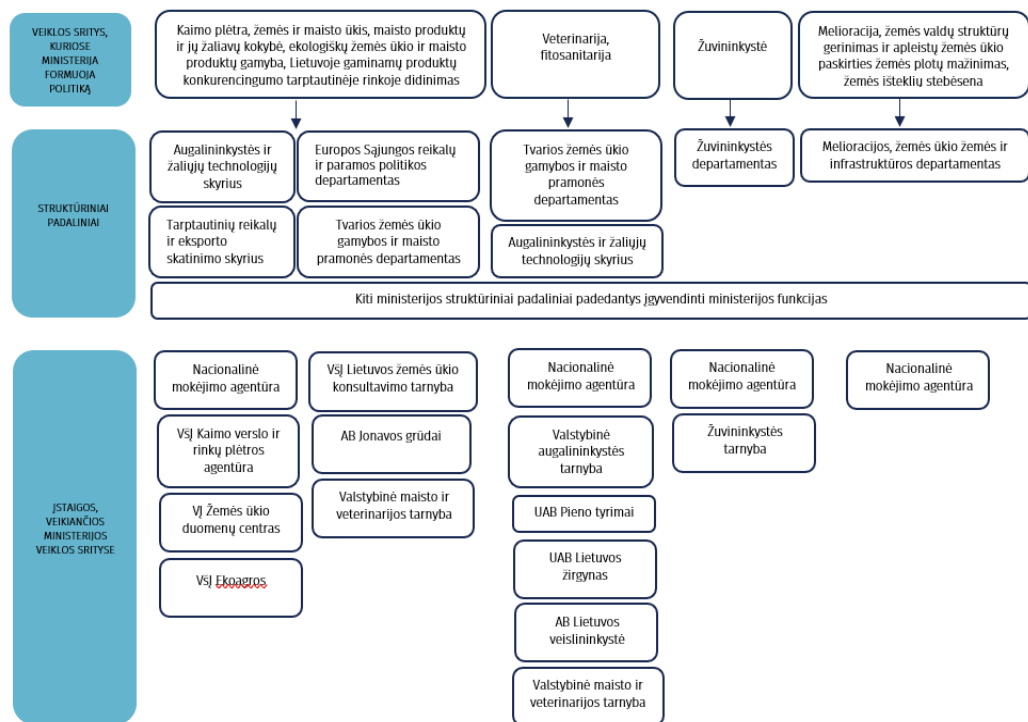 VEIKLOS SRITYS,
KURIOSE
MINISTERIJA
FORMUOJA
POLITIKĄ
Kaimo plėtra, žemės ir maisto ūkis, maisto produktų
ir jų žaliavų kokybė, ekologiškų žemės ūkio ir maisto
produktų gamyba, Lietuvoje gaminamų produktų
konkurencingumo tarptautinėje rinkoje didinimas
Veterinarija,
fitosanitarija
Žuvininkystė
Melioracija, žemės valdų struktūrų
gerinimas ir apleistų žemės ūkio
paskirties žemės plotų mažinimas,
žemės išteklių stebėsena
STRUKTŪRINIAI
PADALINIAI
Augalininkystės ir
žaliųjų technologijų
skyrius
Europos Sąjungos reikalų
ir paramos politikos
departamentas
Tvarios žemės ūkio
gamybos ir maisto
pramonės
departamentas
Žuvininkystės
departamentas
Melioracijos, žemės ūkio žemės ir
infrastruktūros departamentas
Tarptautinių reikalų
ir eksporto
skatinimo skyrius
Tvarios žemės ūkio
gamybos ir maisto
pramonės departamentas
Augalininkystės ir žaliųjų
technologijų skyrius
Kiti ministerijos struktūriniai padaliniai padedantys įgyvendinti ministerijos funkcijas
ĮSTAIGOS,
VEIKIANČIOS
MINISTERIJOS
VEIKLOS SRITYSE
Nacionalinė
mokėjimo agentūra
VšĮ Kaimo verslo ir
rinkų plėtros
agentūra
VĮ Žemės ūkio
duomenų centras
VšĮ Ekoagros
VšĮ Lietuvos žemės ūkio
konsultavimo tarnyba
AB Jonavos grūdai
Valstybinė maisto ir
veterinarijos tarnyba
Nacionalinė
mokėjimo agentūra
Valstybinė
augalininkystės
tarnyba
UAB Pieno tyrimai
UAB Lietuvos
žirgynas
AB Lietuvos
veislininkystė
Valstybinė maisto ir
veterinarijos tarnyba
Nacionalinė
mokėjimo agentūra
Žuvininkystės
tarnyba
Nacionalinė
mokėjimo agentūra